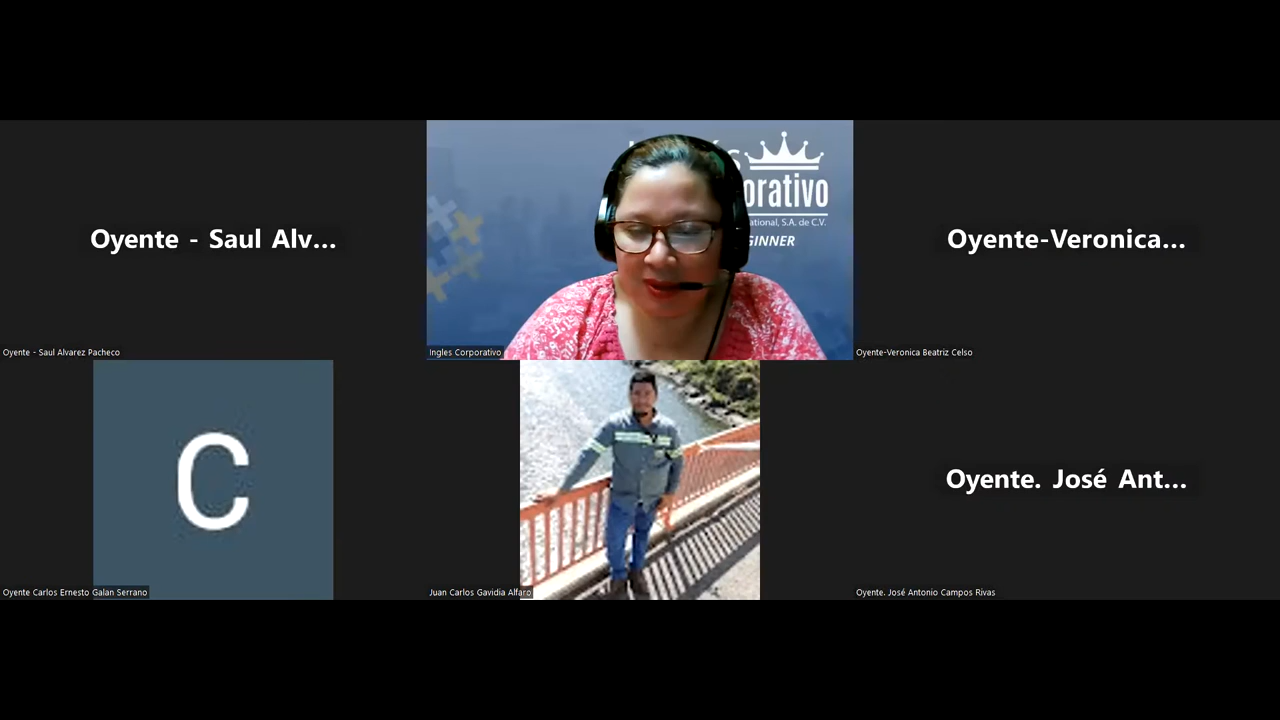 Oyente - Saul Alv...
Oyente - Saul Alvarez Pacheco
orativo
national, S.A. de C.V.
GINNER
Ingles Corporativo
Oyente-Veronica...
Oyente-Veronica Beatriz Celso
C
Oyente Carlos Ernesto Galan Serrano
Juan Carlos Gavidia Alfaro
Oyente. José Ant...
Oyente. José Antonio Campos Rivas